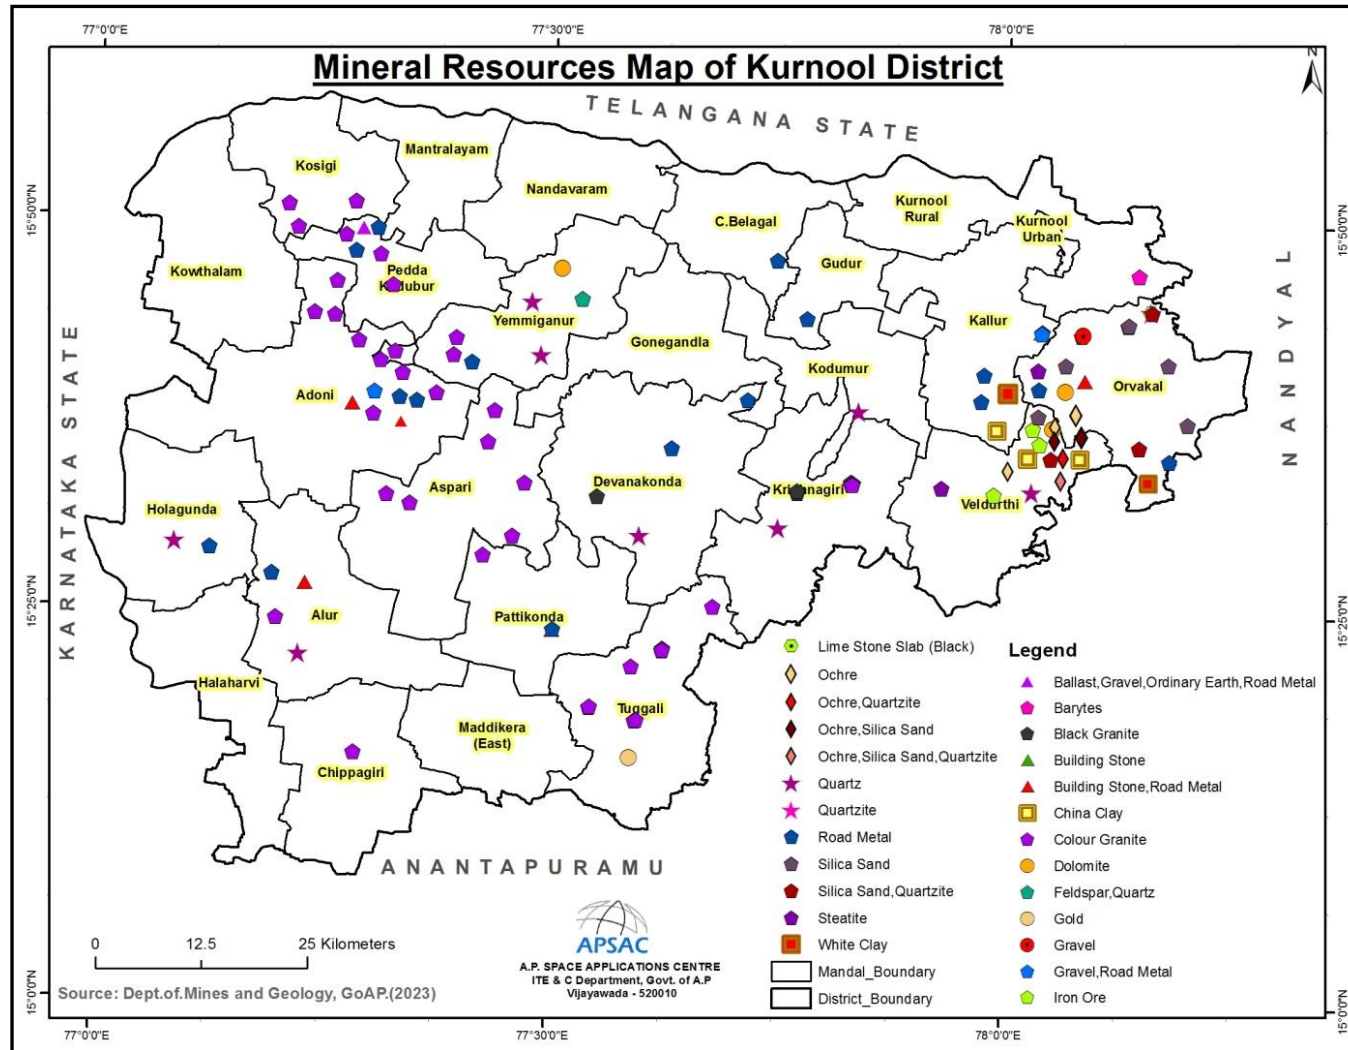 77°0'0"E 77°30'0"E 78°0'0"E
Mineral Resources Map of Kurnool District
N
TELANGANA STATE
Mantralayam
Kosigi
Nandavaram
Kurnool
Rural
C.Belagal
Kurnool
Urban
15°50'0"N
15°50'0"N
Kowthalam
Pedda
Kadubur
Gudur
NANDYAL
Yemmiganur
Kallur
Gonegandla
Kodumur
Orvakal
Adoni
KARNATAKA STATE
Aspari
Devanakonda
Krishnagiri
Veldurthi
Holagunda
15°25'0"N
15°25'0"N
Alur
Pattikonda
Halaharvi
Tuggali
Maddikera
(East)
Chippagiri
ANANTAPURAMU
Lime Stone Slab (Black)
Ochre
Ochre,Quartzite
Ochre,Silica Sand
Ochre,Silica Sand,Quartzite
Quartz
Quartzite
Road Metal
Silica Sand
Silica Sand,Quartzite
Steatite
White Clay
Mandal_Boundary
District_Boundary
Legend
Ballast,Gravel,Ordinary Earth,Road Metal
Barytes
Black Granite
Building Stone
Building Stone,Road Metal
China Clay
Colour Granite
Dolomite
Feldspar,Quartz
Gold
Gravel
Gravel,Road Metal
Iron Ore
0 12.5 25 Kilometers
APSAC
A.P. SPACE APPLICATIONS CENTRE
ITE & C Department, Govt. of A.P
Vijayawada - 520010
Source: Dept.of.Mines and Geology, GoAP.(2023)
15°0'0"N
15°0'0"N
77°0'0"E 77°30'0"E 78°0'0"E